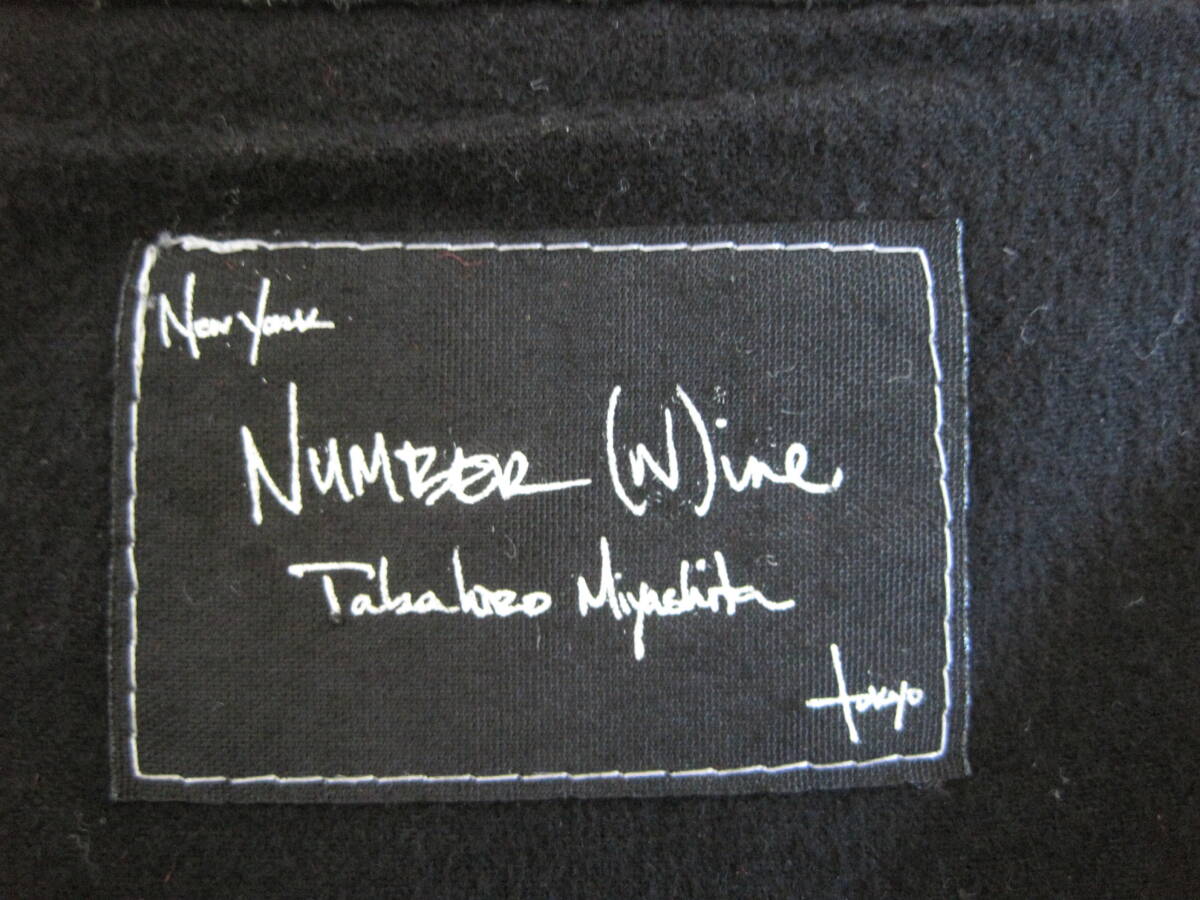 New York
NUMBER (N)ine
Takahiro Miyashita
tokyo